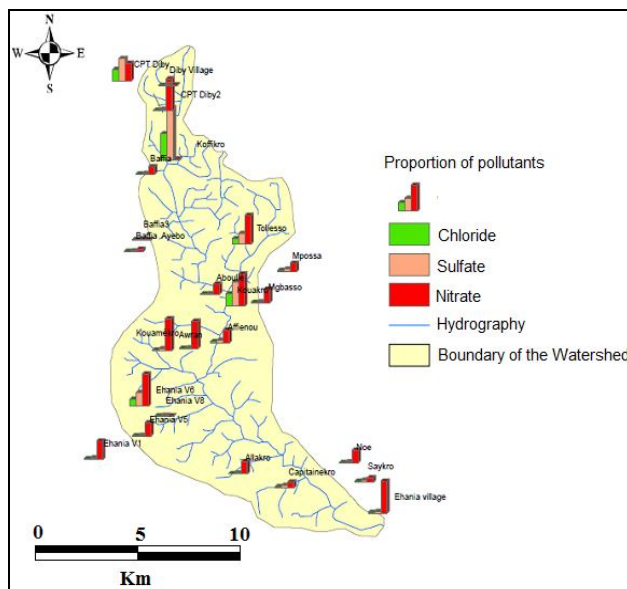 N
W E
S
CPT Diby
Diby Village
CPT Diby2
Koffikro
Baffia
Baffia3
Baffia Ayebo
Toliesso
Mpossa
Aboulié
Kouakro
Mgbasso
Affienou
Kouamekro
Awran
Ehania V6
Ehania V8
Ehania V5
Ehania V1
Allakro
Capitainekro
Noe
Saykro
Ehania village
Proportion of pollutants
Chloride
Sulfate
Nitrate
Hydrography
Boundary of the Watershed
0 5 10
Km